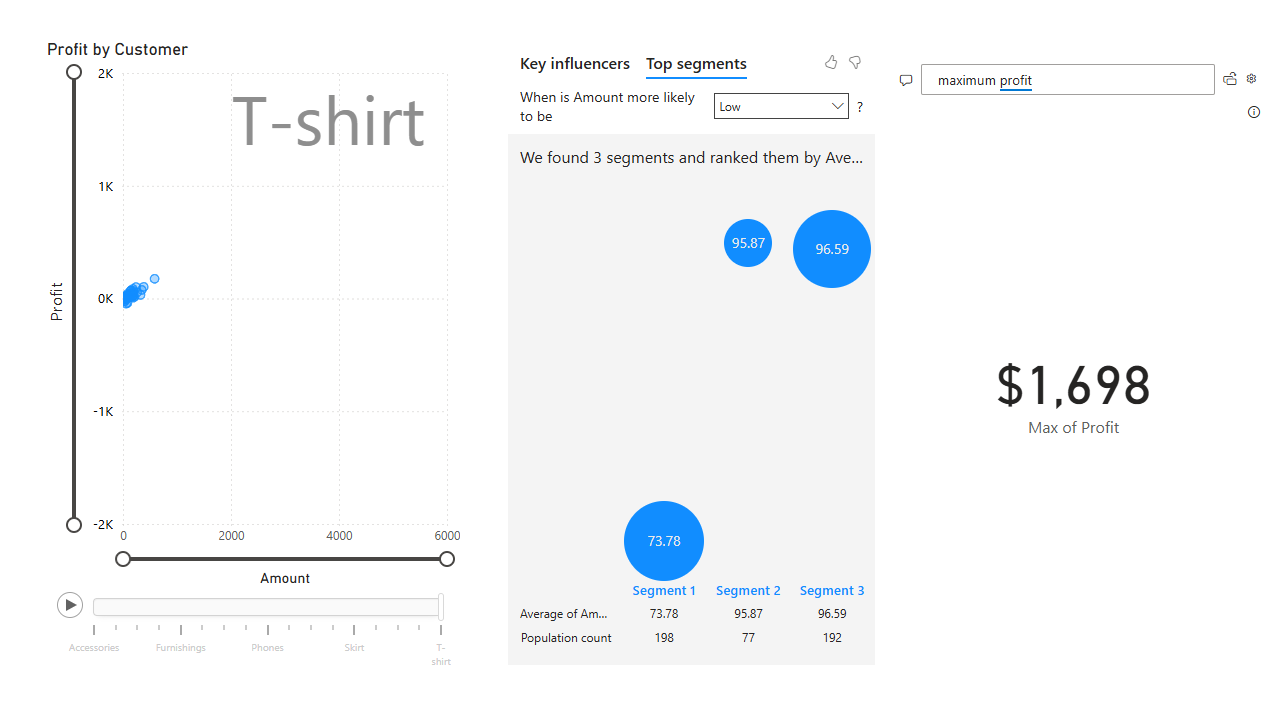 Profit by Customer
T-shirt
2K
1K
0K
-1K
-2K
Profit
0
2000
4000
6000
Amount
Accessories
Furnishings
Phones
Skirt
T-
shirt
Key influencers
Top segments
When is Amount more likely
to be
Low
?
We found 3 segments and ranked them by Ave...
95.87
96.59
73.78
Segment 1
Segment 2
Segment 3
Average of Am...
73.78
95.87
96.59
Population count
198
77
192
maximum profit
$1,698
Max of Profit